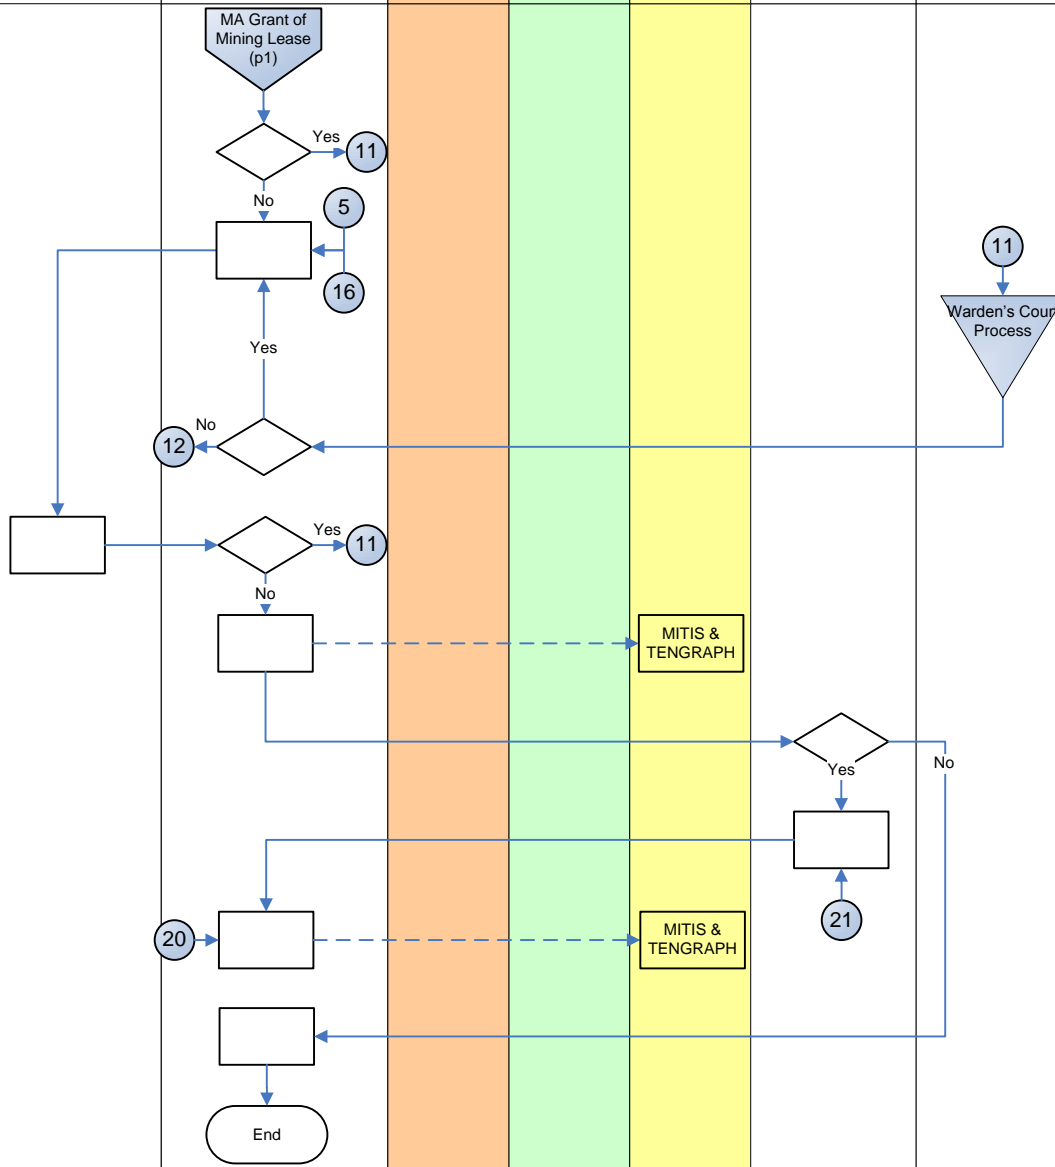 MA Grant of
Mining Lease
(p1)
Yes
11
No
5
11
16
Warden's Cour
Process
Yes
No
12
Yes
11
No
MITIS &
TENGRAPH
Yes
No
21
20
MITIS &
TENGRAPH
End